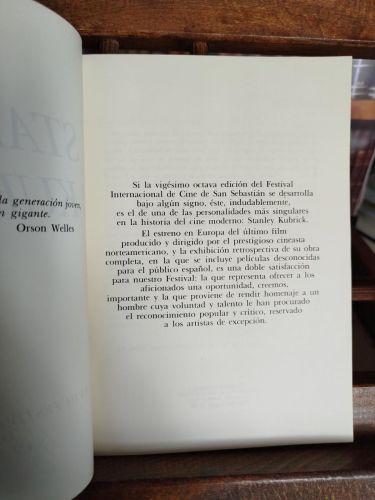 STA
la generación joven,
n gigante.
Orson Welles
Si la vigésimo octava edición del Festival
Internacional de Cine de San Sebastián se desarrolla
bajo algún signo, éste, indudablemente,
es el de una de las personalidades más singulares
en la historia del cine moderno: Stanley Kubrick.
El estreno en Europa del último film
producido y dirigido por el prestigioso cineasta
norteamericano, y la exhibición retrospectiva de su obra
completa, en la que se incluye películas desconocidas
para el público español, es una doble satisfacción
para nuestro Festival: la que representa ofrecer a los
aficionados una oportunidad, creemos,
importante y la que proviene de rendir homenaje a un
hombre cuya voluntad y talento le han procurado
el reconocimiento popular y crítico, reservado
a los artistas de excepción.